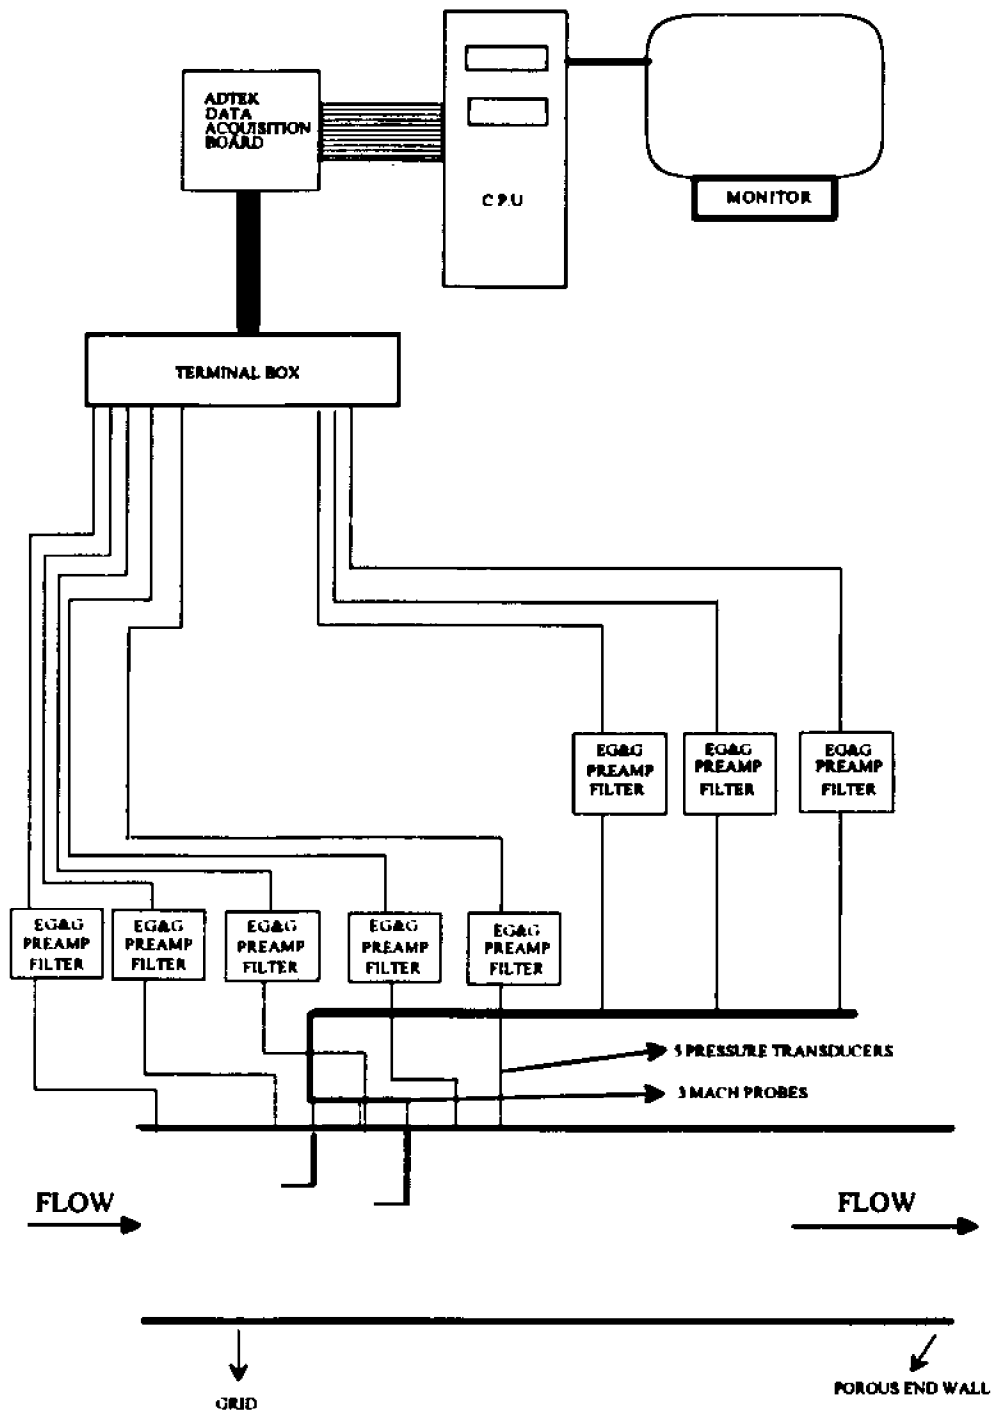 ADTEK
DATA
ACQUISITION
BOARD
C P.U
MONITOR
TERMINAL BOX
EG&G
PREAMP
FILTER
EG&G
PREAMP
FILTER
EG&G
PREAMP
FILTER
EG&G
PREAMP
FILTER
EG&G
PREAMP
FILTER
EG&G
PREAMP
FILTER
EG&G
PREAMP
FILTER
EG&G
PREAMP
FILTER
5 PRESSURE TRANSDUCERS
3 MACH PROBES
FLOW
FLOW
GRID
POROUS END WALL